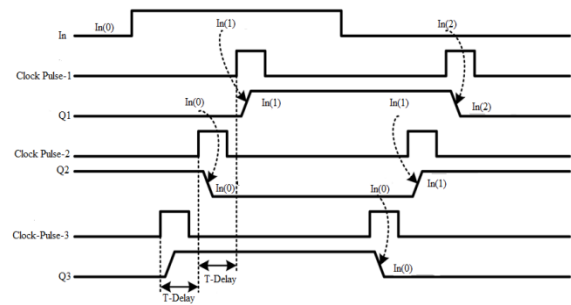 In
In(0)
In(1)
In(2)
Clock Pulse-1
In(0)
In(1)
In(1)
In(2)
Q1
Clock Pulse-2
Q2
In(0)
In(0)
In(1)
Clock-Pulse-3
In(0)
Q3
T-Delay
T-Delay